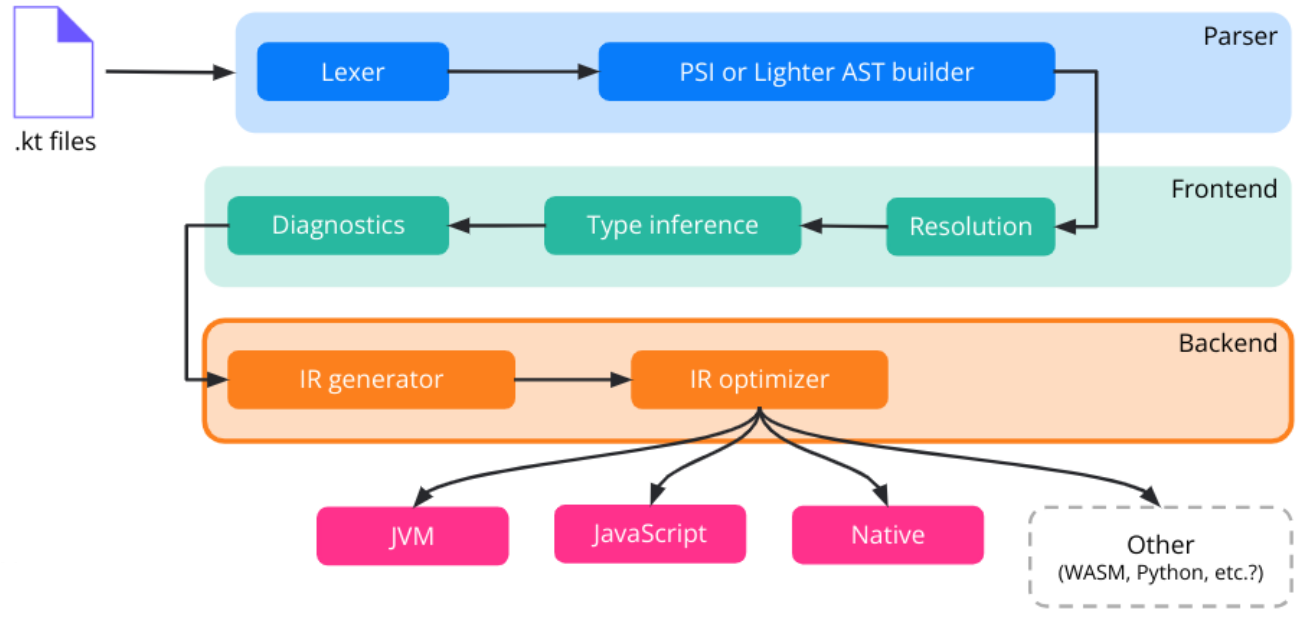 Parser
Lexer
PSI or Lighter AST builder
.kt files
Frontend
Diagnostics
Type inference
Resolution
Backend
IR generator
IR optimizer
JVM
JavaScript
Native
Other
(WASM, Python, etc.?)